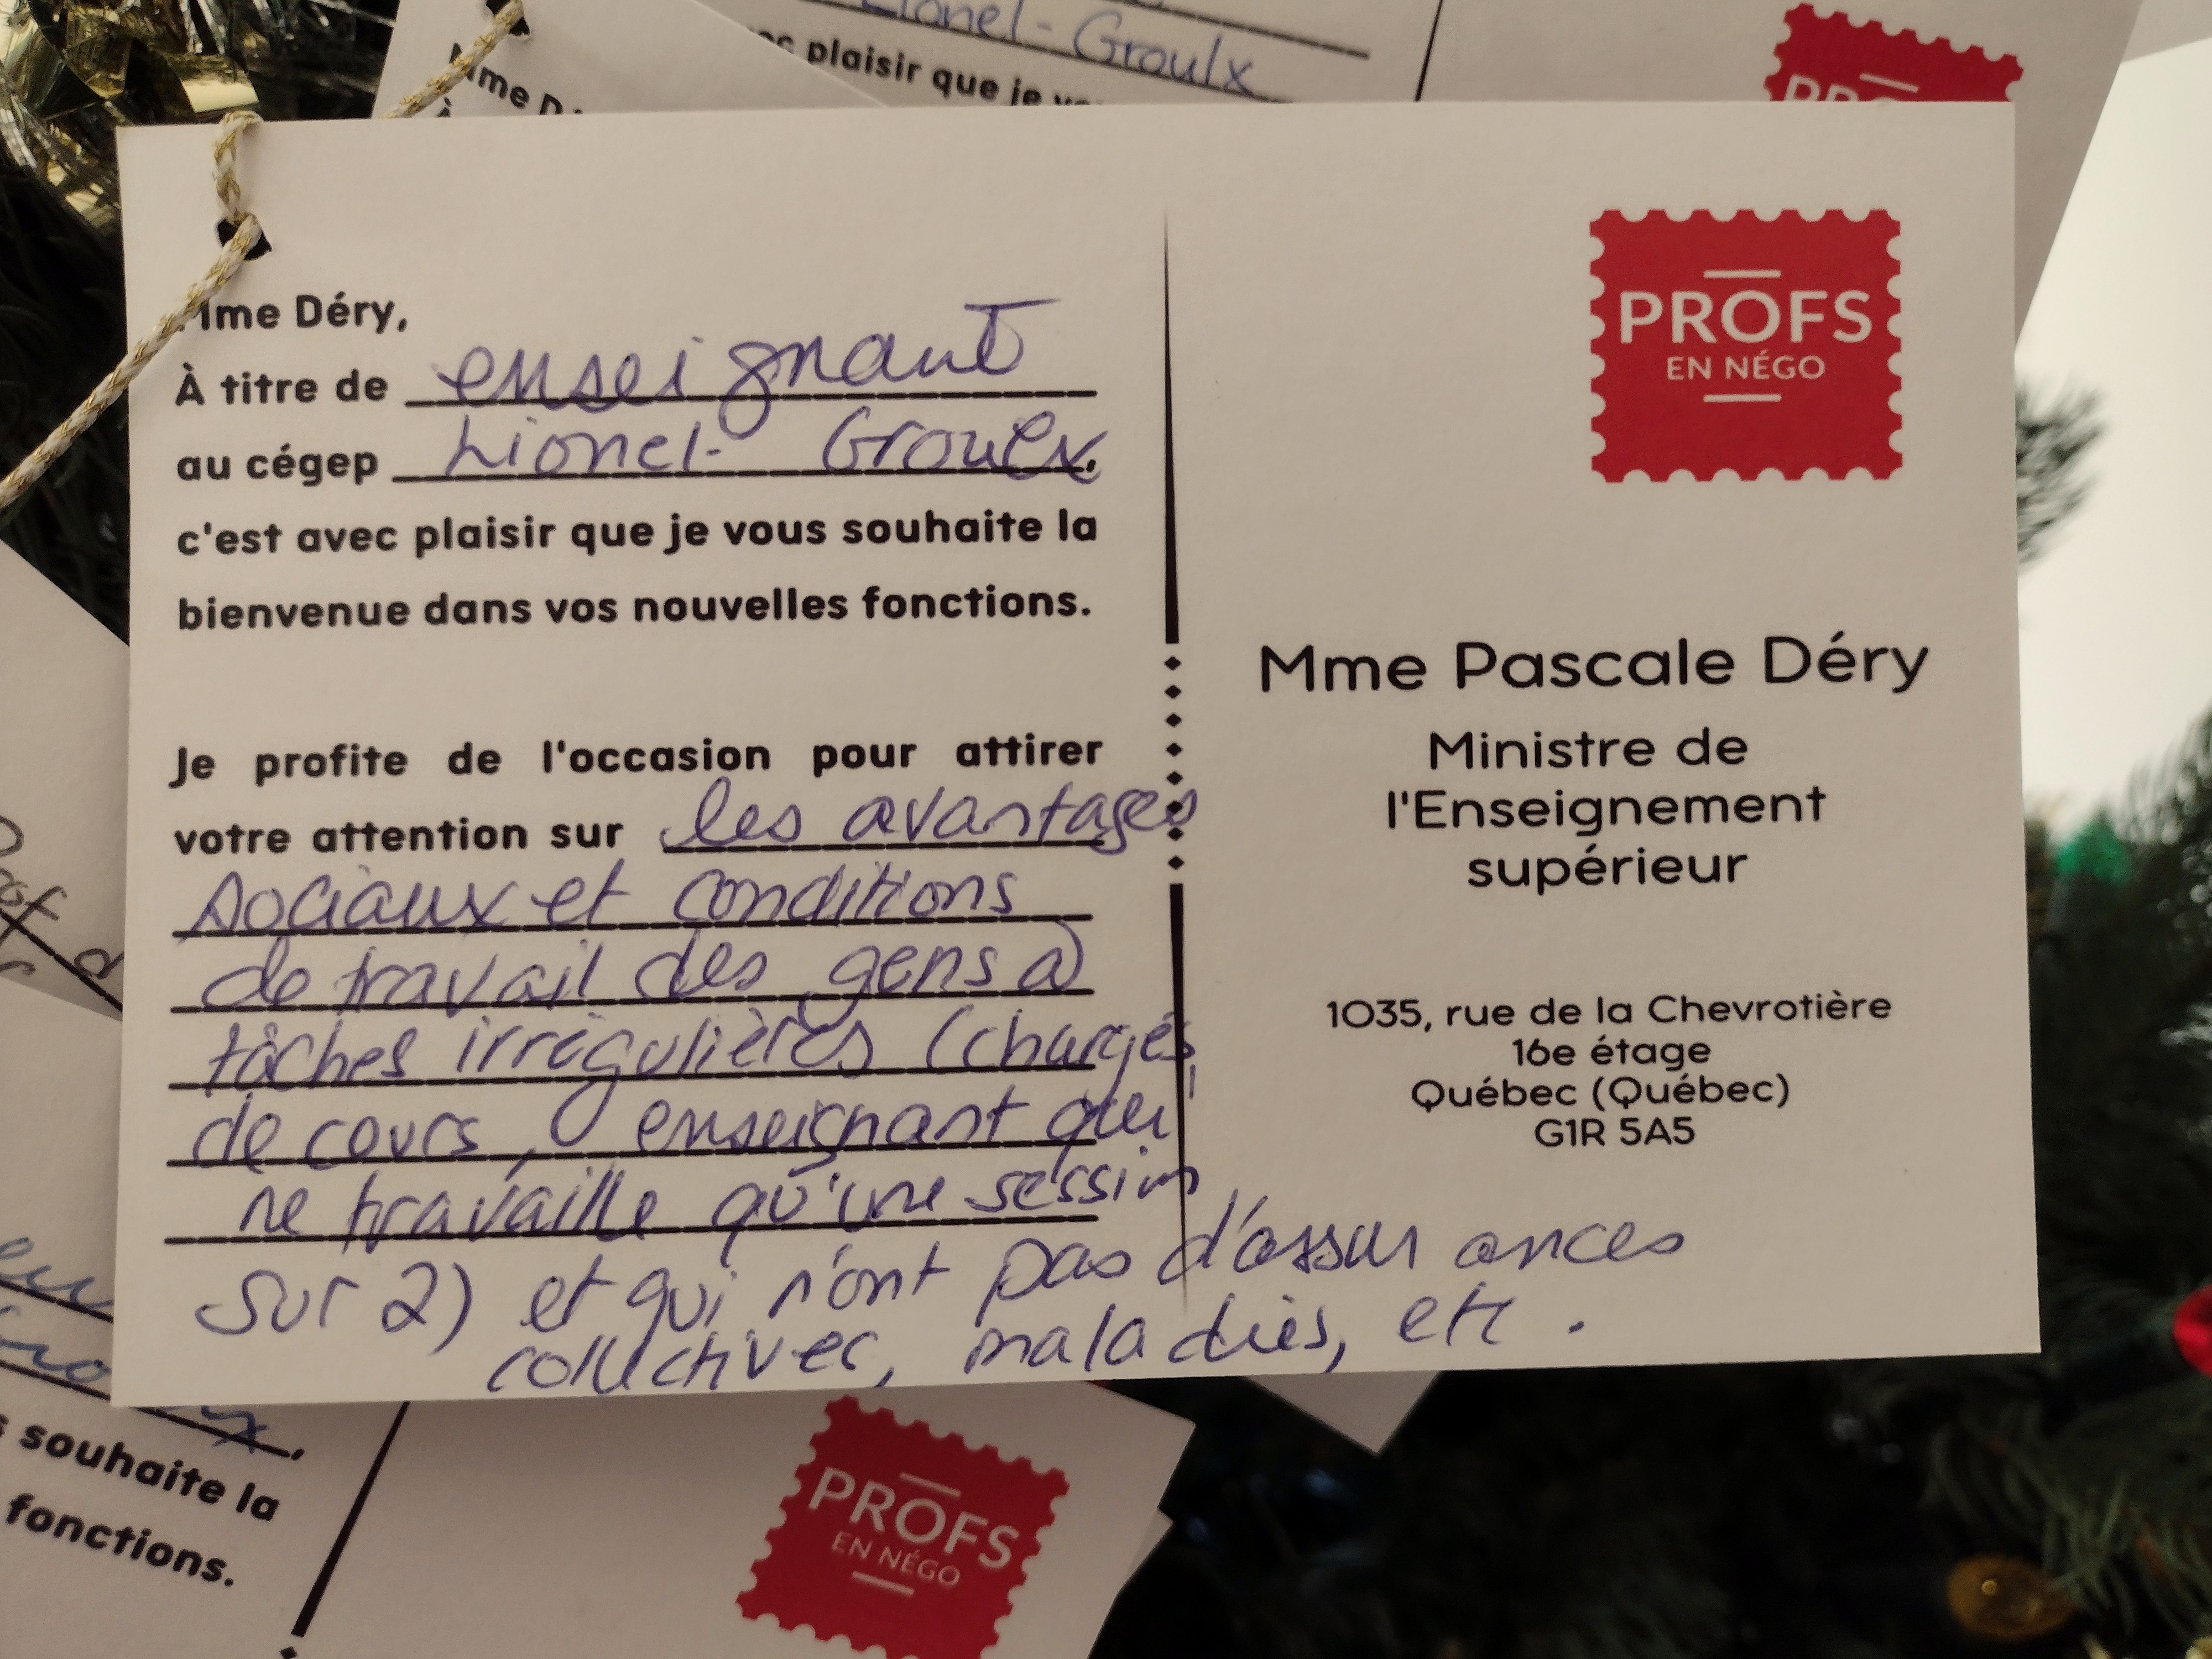 Lionel-Groulx
plaisir que je
Mme D
À
PR
Mme Déry,
À titre de enseignant
au cégep Lionel-Groulx.
c'est avec plaisir que je vous souhaite la
bienvenue dans vos nouvelles fonctions.
Je profite de l'occasion pour attirer
votre attention sur les avantages
sociaux et conditions
de travail des gens à
tâches irrégulières (chargés
de cours, enseignant qui
ne travaille qu'une session
sur 2) et qui n'ont pas d'assurances
collectives, maladies, etc.
PROFS
EN NÉGO
Mme Pascale Déry
Ministre de
l'Enseignement
supérieur
1035, rue de la Chevrotière
16e étage
Québec (Québec)
G1R 5A5
souhaite la
fonctions.
PROFS
EN NÉGO